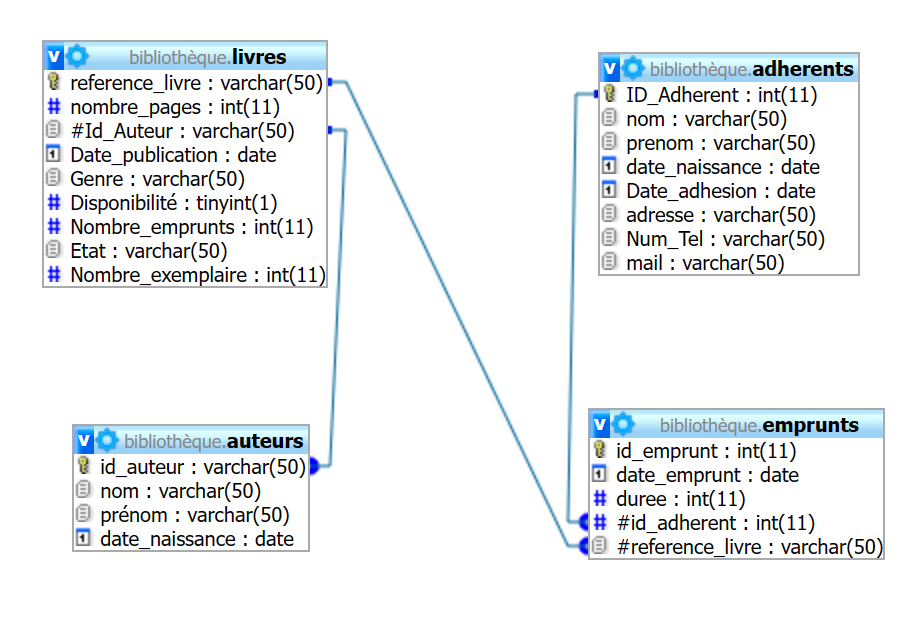 bibliothèque.livres
reference_livre : varchar(50)
nombre_pages : int(11)
#Id_Auteur : varchar(50)
Date_publication : date
Genre : varchar(50)
Disponibilité : tinyint(1)
Nombre_emprunts : int(11)
Etat : varchar(50)
Nombre_exemplaire : int(11)
bibliothèque.adherents
ID_Adherent : int(11)
nom : varchar(50)
prenom : varchar(50)
date_naissance : date
Date_adhesion : date
adresse : varchar(50)
Num_Tel : varchar(50)
mail : varchar(50)
bibliothèque.auteurs
id_auteur : varchar(50)
nom : varchar(50)
prénom : varchar(50)
date_naissance : date
bibliothèque.emprunts
id_emprunt : int(11)
date_emprunt : date
duree : int(11)
#id_adherent : int(11)
#reference_livre : varchar(50)